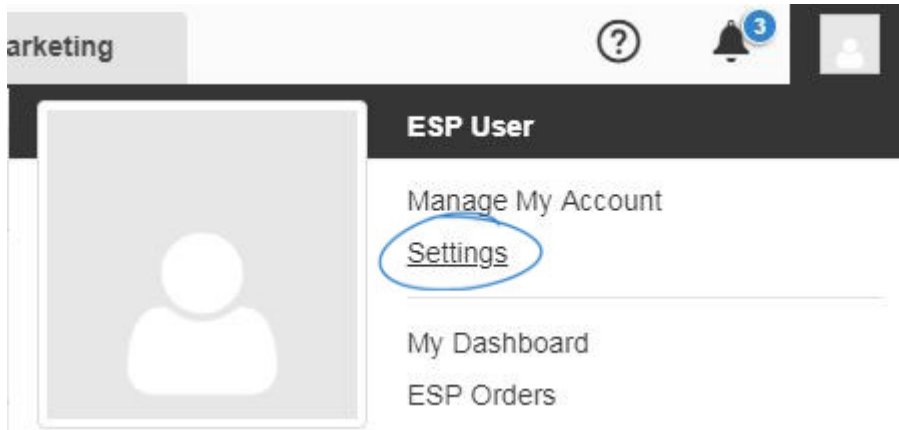 arketing
3
ESP User
Manage My Account
Settings
My Dashboard
ESP Orders